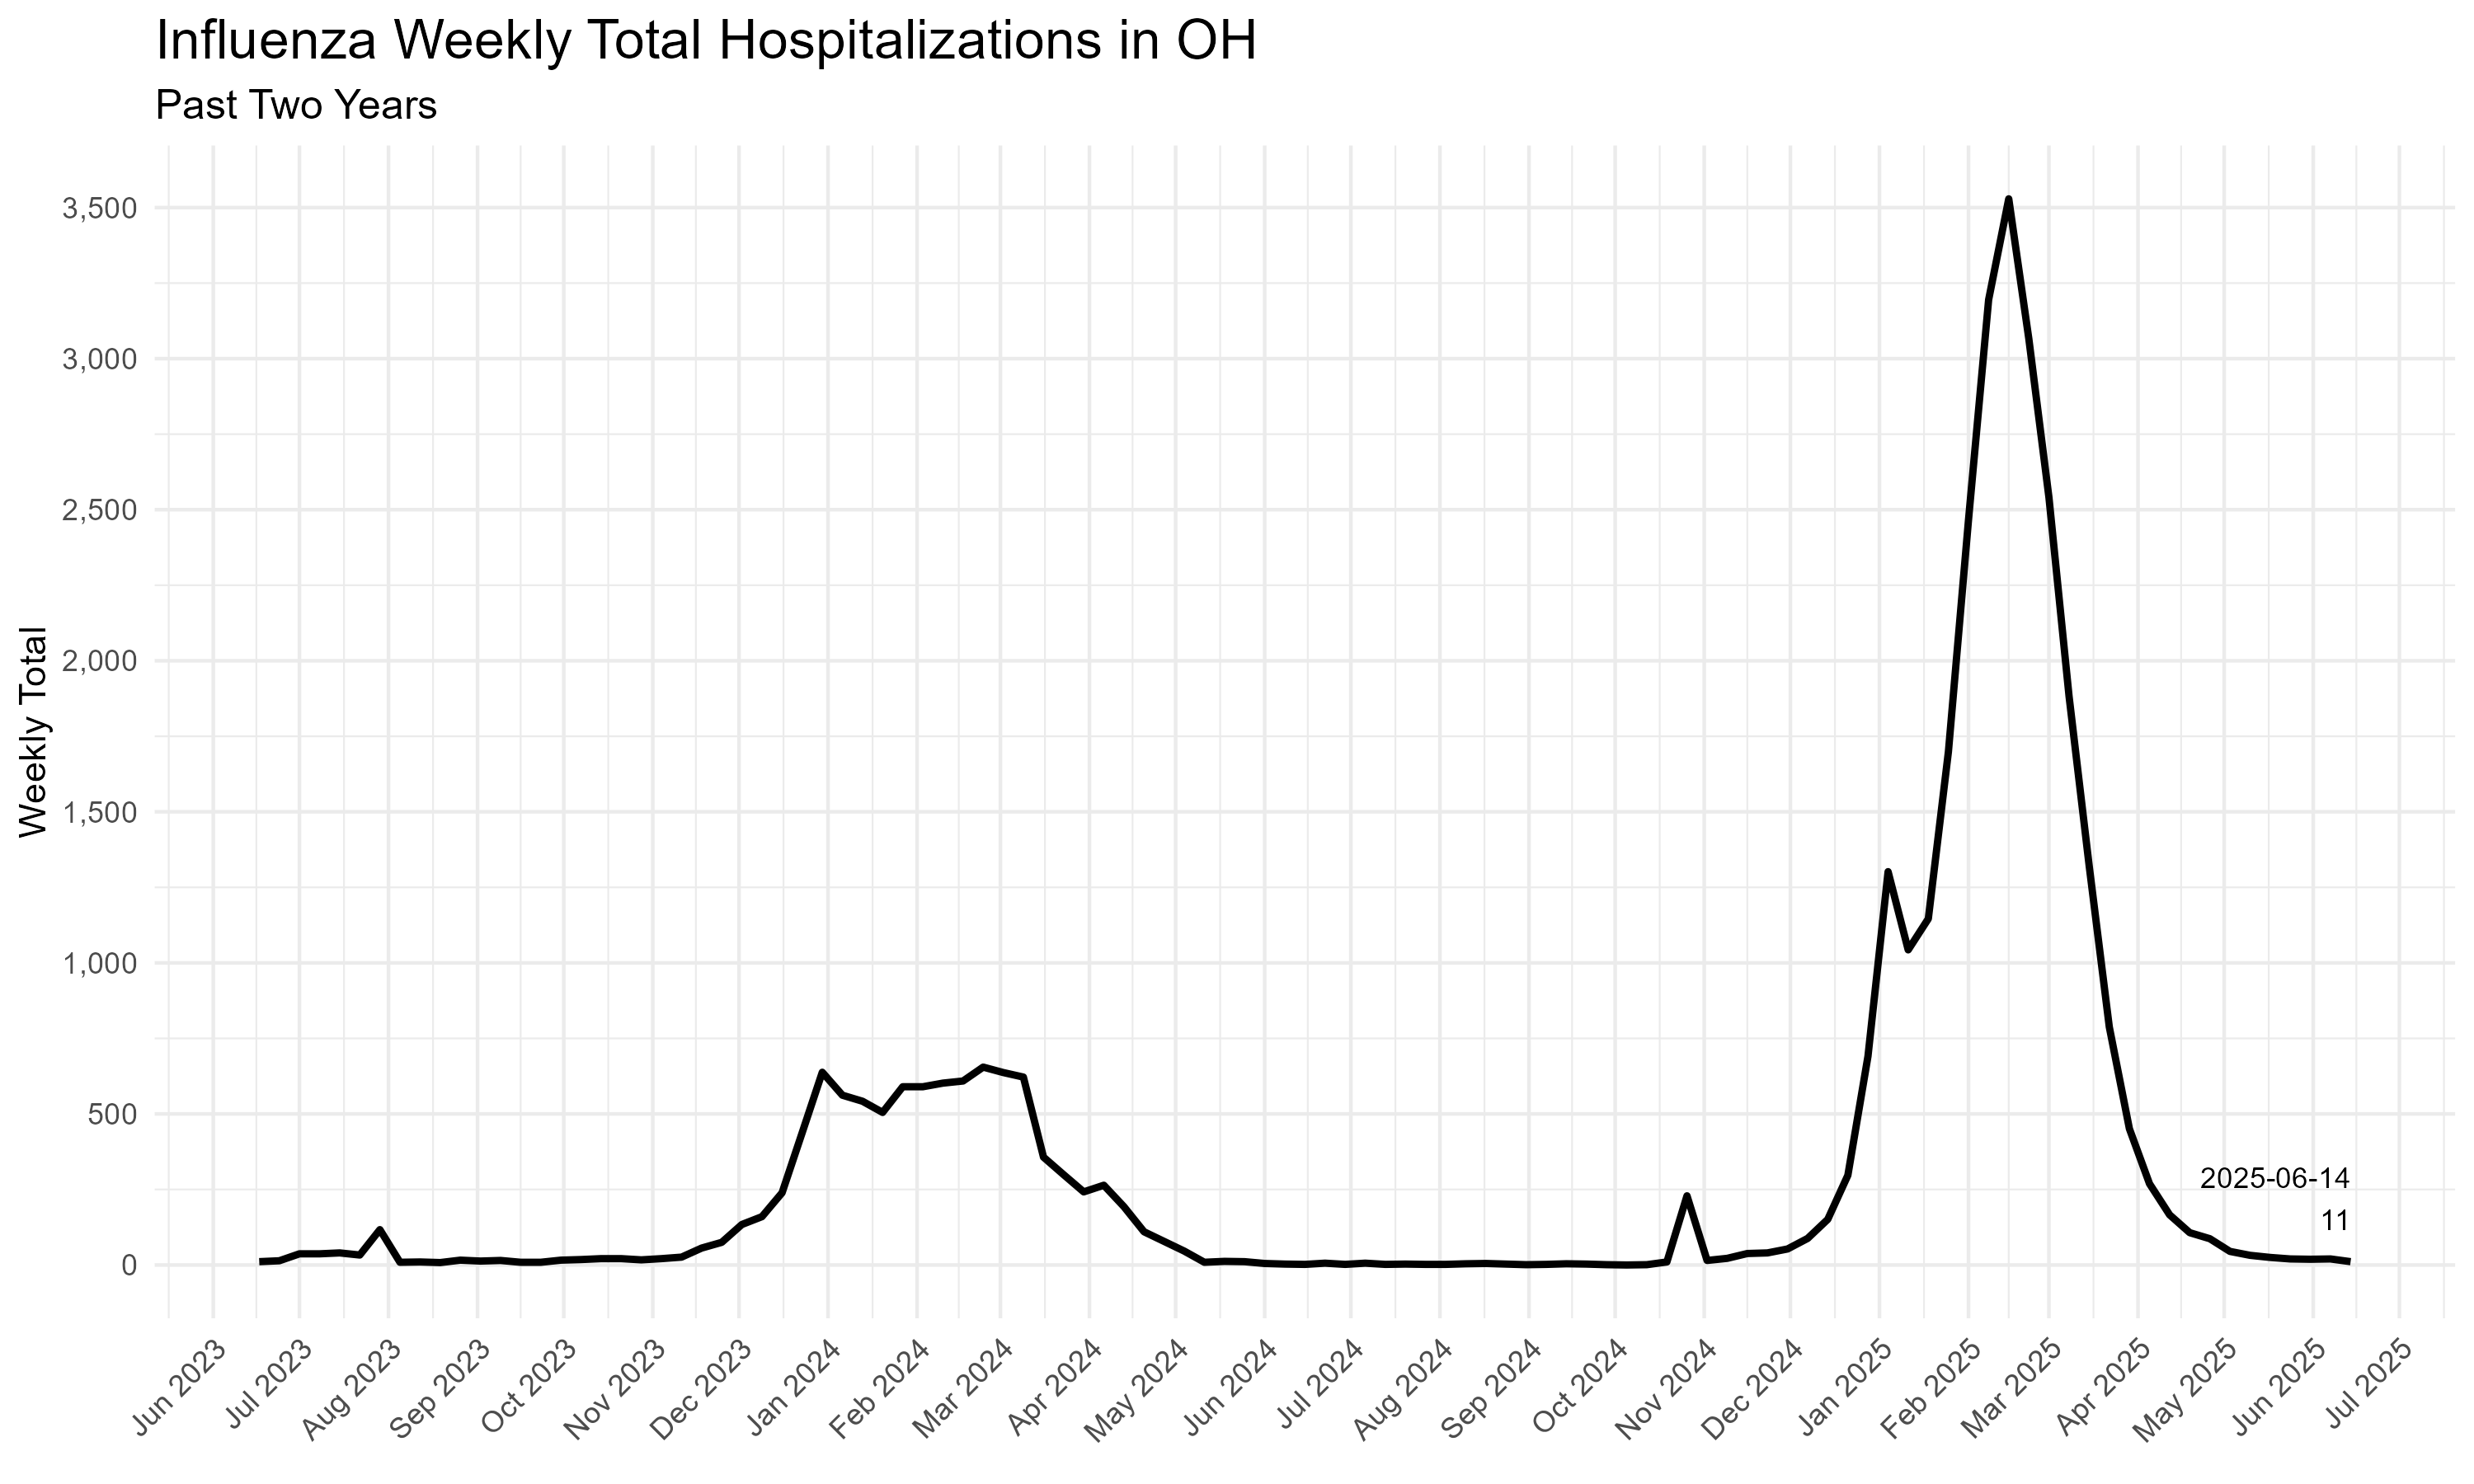 Influenza Weekly Total Hospitalizations in OH
Past Two Years
Weekly Total
3,500
3,000
2,500
2,000
1,500
1,000
500
0
2025-06-14
11
Jun 2023
Jul 2023
Aug 2023
Sep 2023
Oct 2023
Nov 2023
Dec 2023
Jan 2024
Feb 2024
Mar 2024
Apr 2024
May 2024
Jun 2024
Jul 2024
Aug 2024
Sep 2024
Oct 2024
Nov 2024
Dec 2024
Jan 2025
Feb 2025
Mar 2025
Apr 2025
May 2025
Jun 2025
Jul 2025